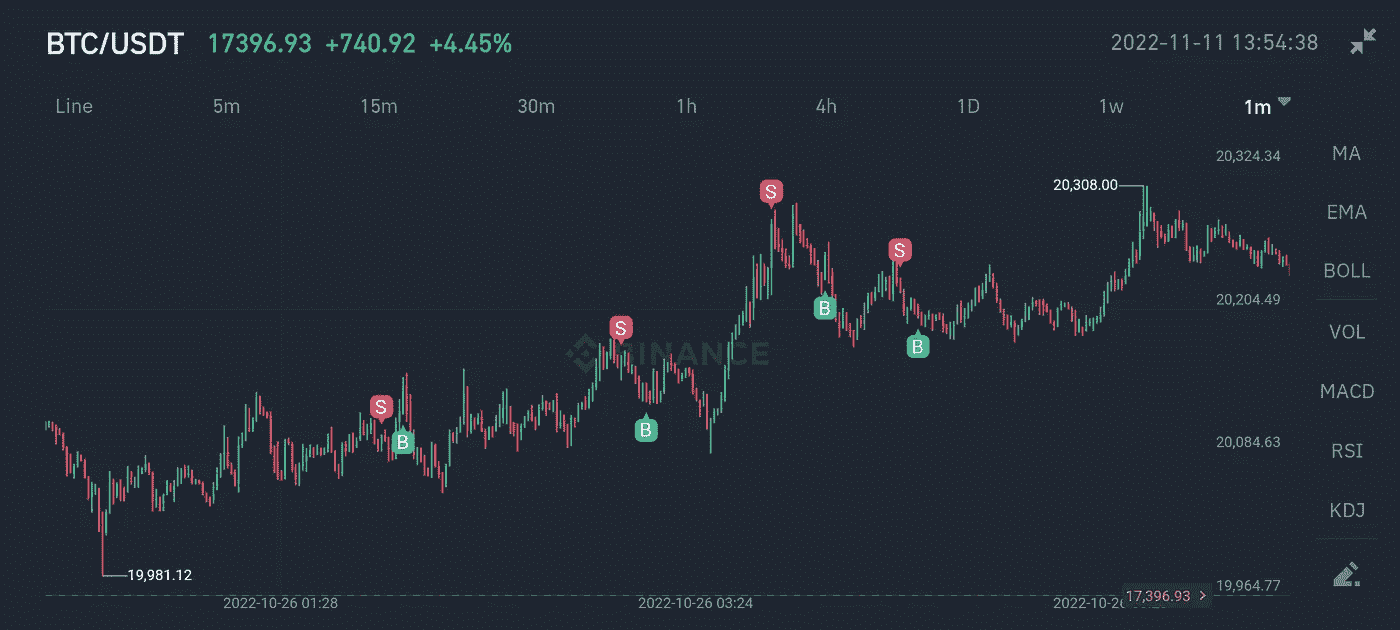 BTC/USDT 17396.93 +740.92 +4.45% 2022-11-11 13:54:38
Line 5m 15m 30m 1h 4h 1D 1w 1m
20,324.34
MA
S
20,308.00
EMA
S
BOLL
20,204.49
B
S
VOL
B
BINANCE
MACD
S
B
B
20,084.63
RSI
KDJ
19,981.12
19,964.77
2022-10-26 01:28 2022-10-26 03:24 2022-10-26 17,396.93